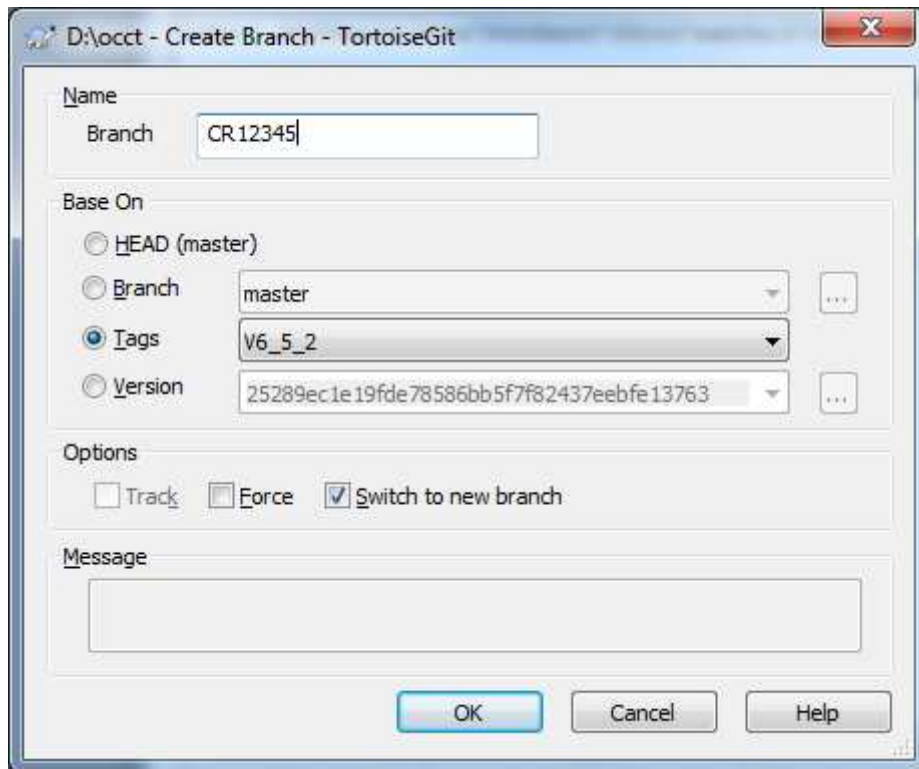 D:\occt - Create Branch - TortoiseGit
Name
Branch CR12345
Base On
HEAD (master)
Branch master ...
Tags V6_5_2
Version 25289ec1e19fde78586bb5f7f82437eebfe13763 ...
Options
Track Force Switch to new branch
Message
OK Cancel Help